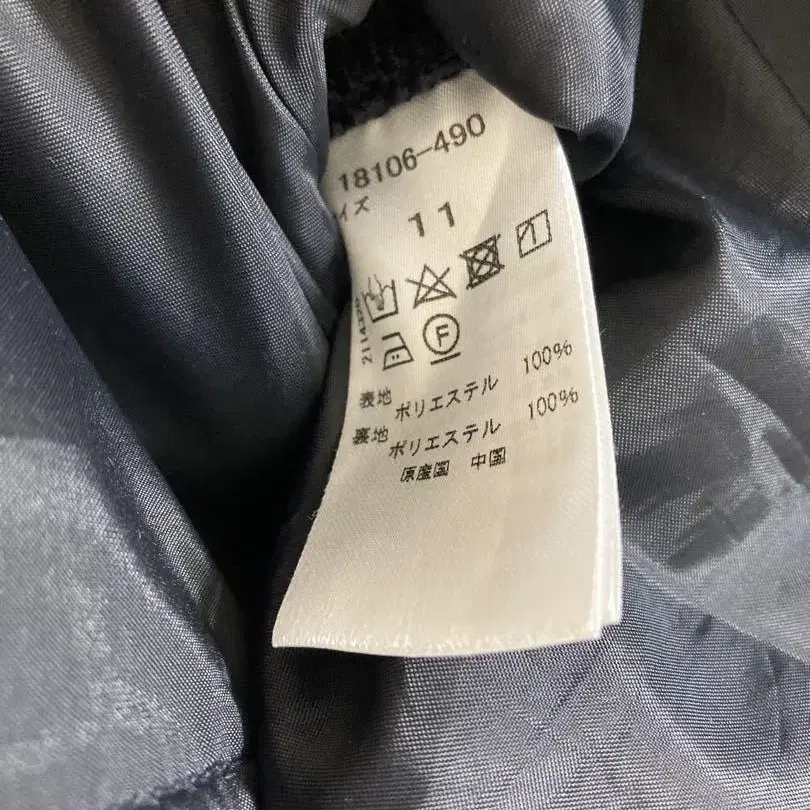 18106-490
イズ
11
F
表地 ポリエステル 100%
裏地 ポリエステル 100%
原産国 中国